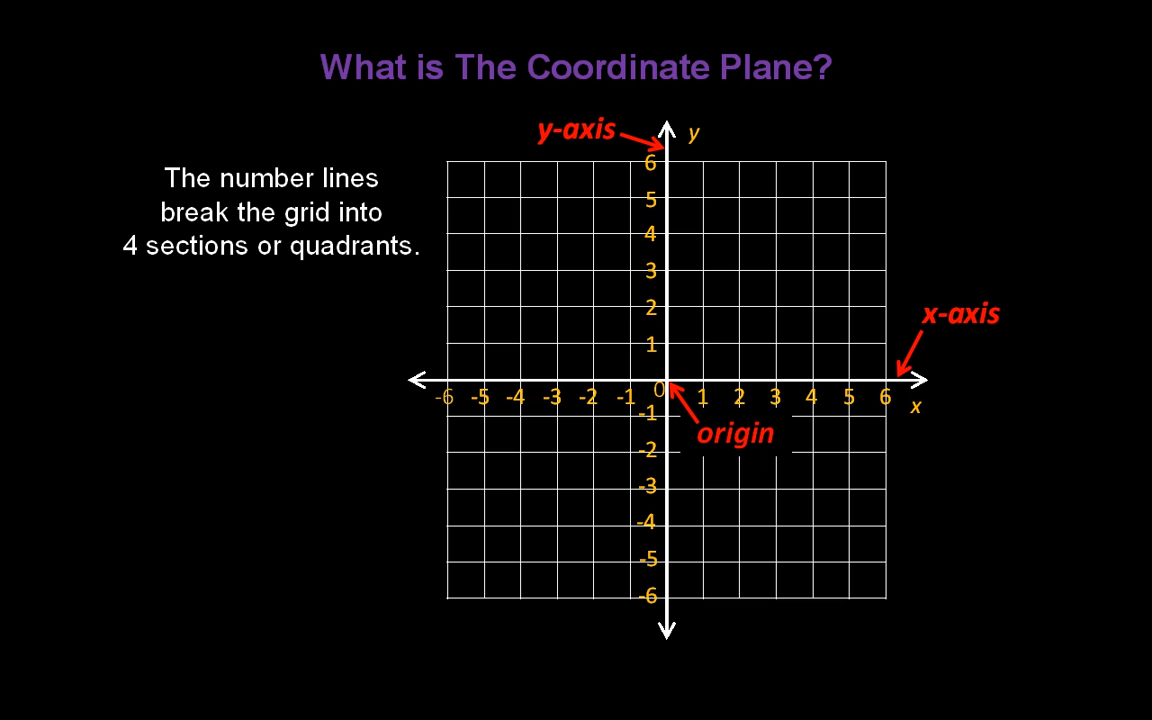 What is The Coordinate Plane?
y-axis
y
The number lines
break the grid into
4 sections or quadrants.
6
5
4
3
2
1
x-axis
-6 -5 -4 -3 -2 -1 0 1 2 3 4 5 6
x
-1
origin
-2
-3
-4
-5
-6